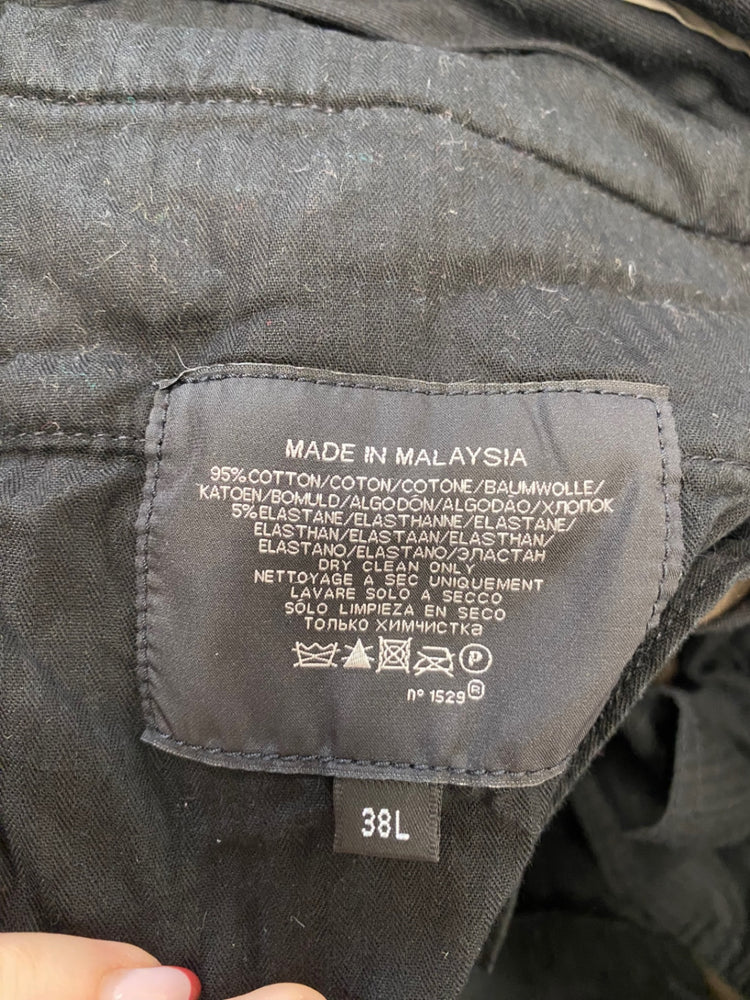 MADE IN MALAYSIA
95% COTTON/COTON/COTONE/BAUMWOLLE/
KATOEN/BOMULD/ALGODÓN/ALGODÃO/ХЛОПОК
5% ELASTANE/ELASTHANNE/ELASTANE/
ELASTHAN/ELASTAAN/ELASTHAN/
ELASTANO/ELASTANO/ЭЛАСТАН
DRY CLEAN ONLY
NETTOYAGE A SEC UNIQUEMENT
LAVARE SOLO A SECCO
SÓLO LIMPIEZA EN SECO
ТОЛЬКО ХИМЧИСТКА
P
nº 1529®
38L